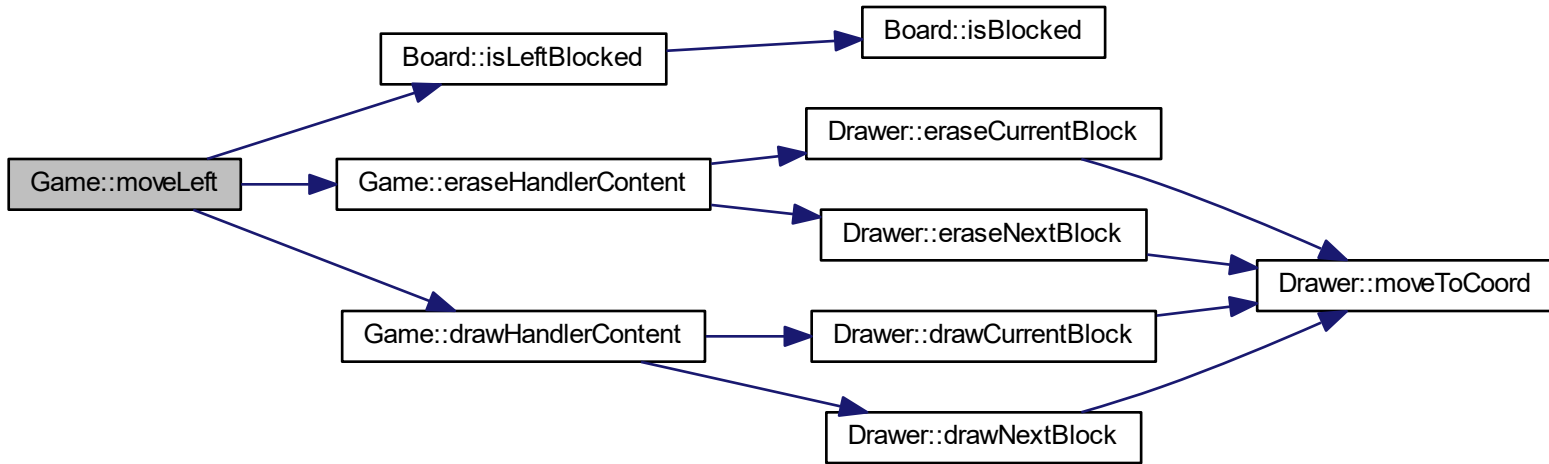 Game::moveLeft
Board::isLeftBlocked
Board::isBlocked
Game::eraseHandlerContent
Drawer::eraseCurrentBlock
Drawer::eraseNextBlock
Drawer::moveToCoord
Game::drawHandlerContent
Drawer::drawCurrentBlock
Drawer::drawNextBlock